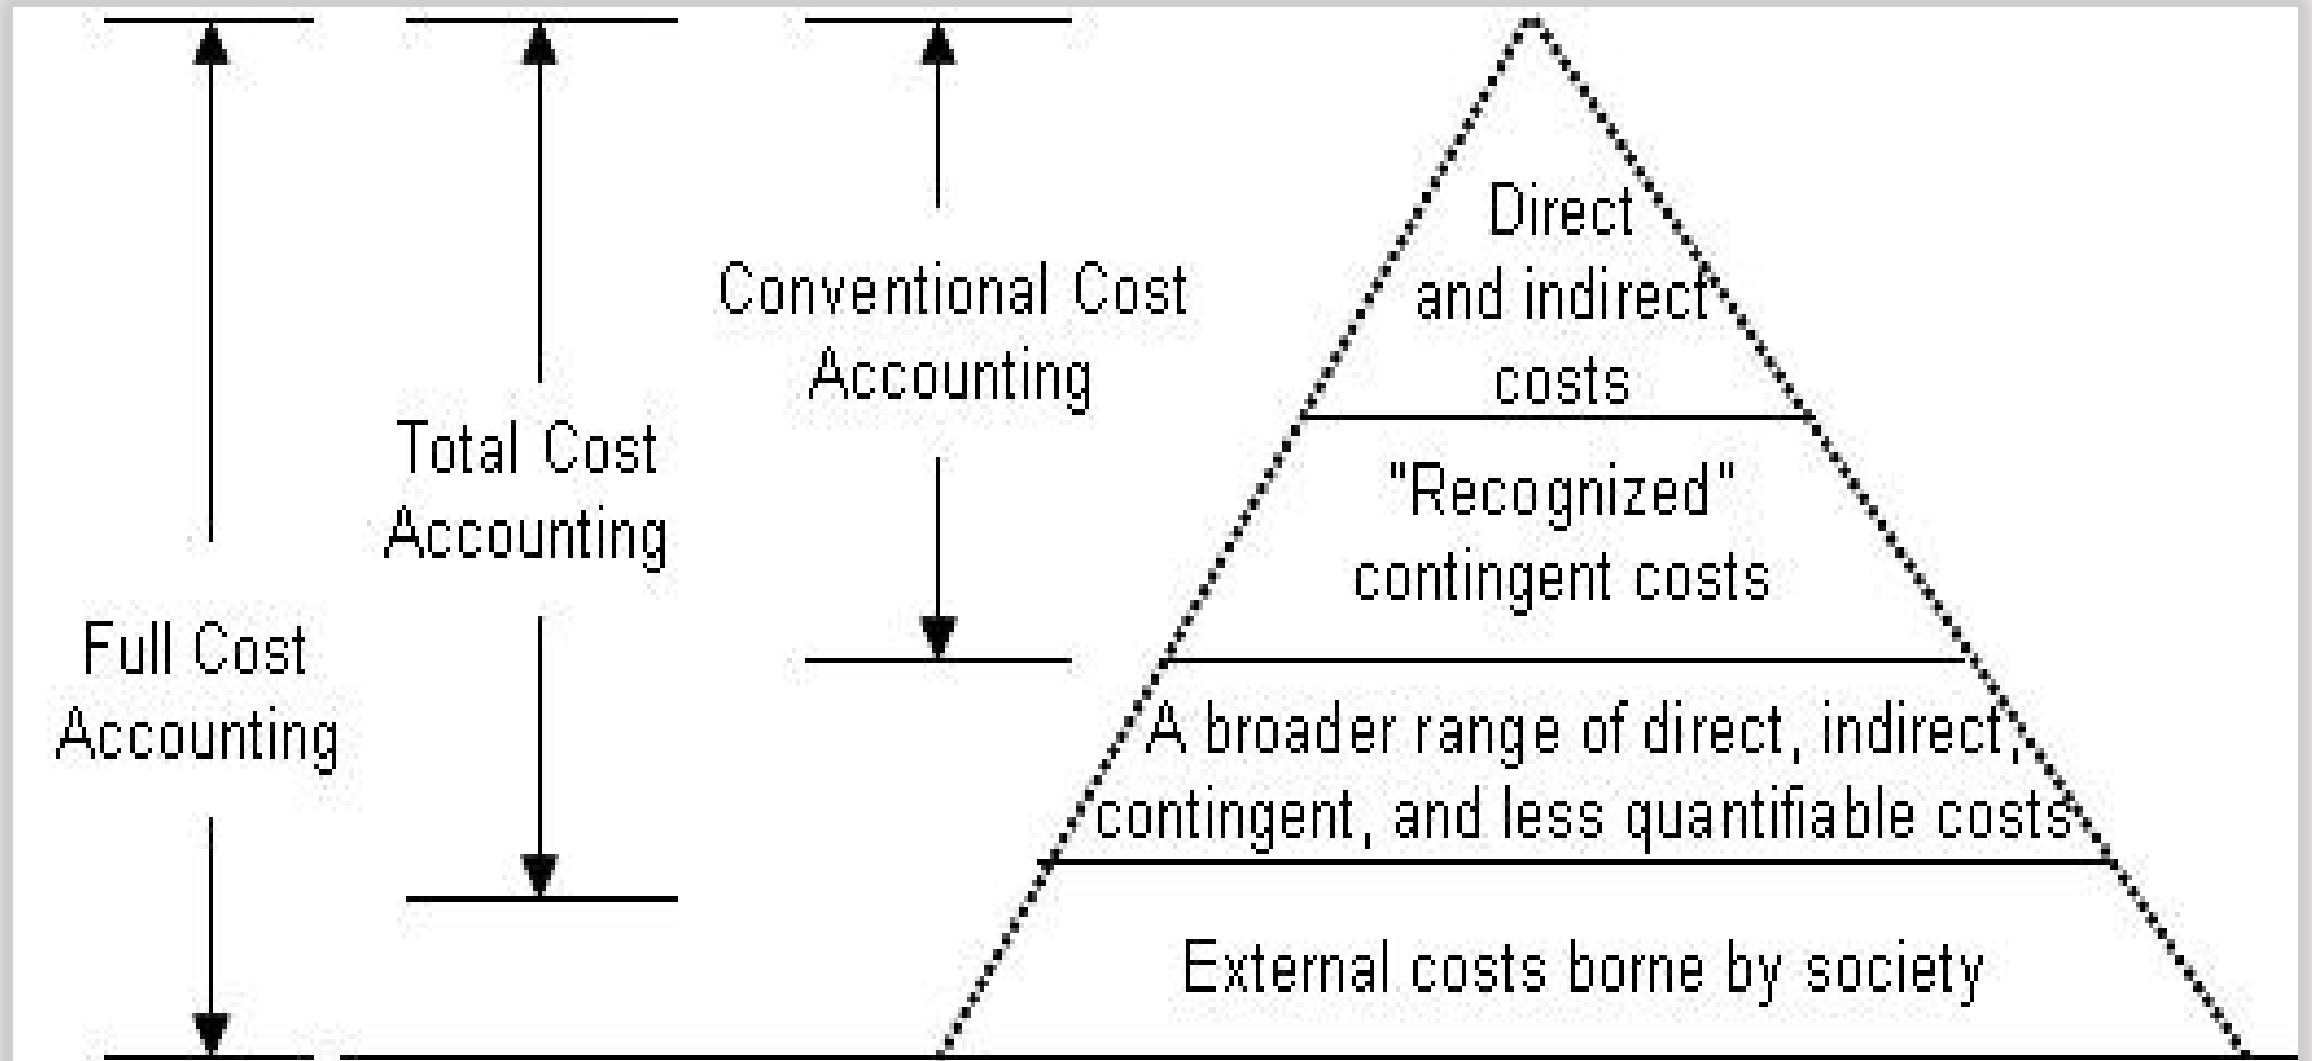 Full Cost
Accounting
Total Cost
Accounting
Conventional Cost
Accounting
Direct
and indirect
costs
"Recognized"
contingent costs
A broader range of direct, indirect,
contingent, and less quantifiable costs
External costs borne by society